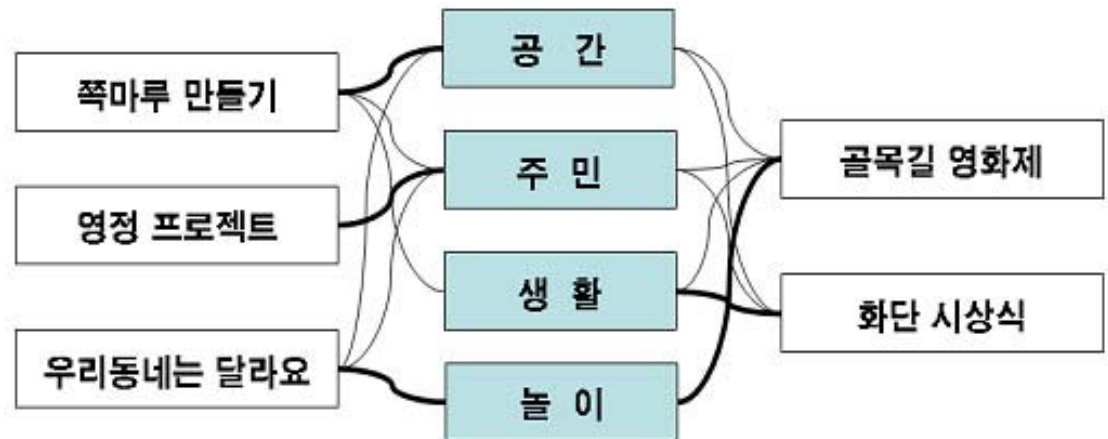 쪽마루 만들기
영정 프로젝트
우리동네는 달라요
공 간
주 민
생 활
놀 이
골목길 영화제
화단 시상식